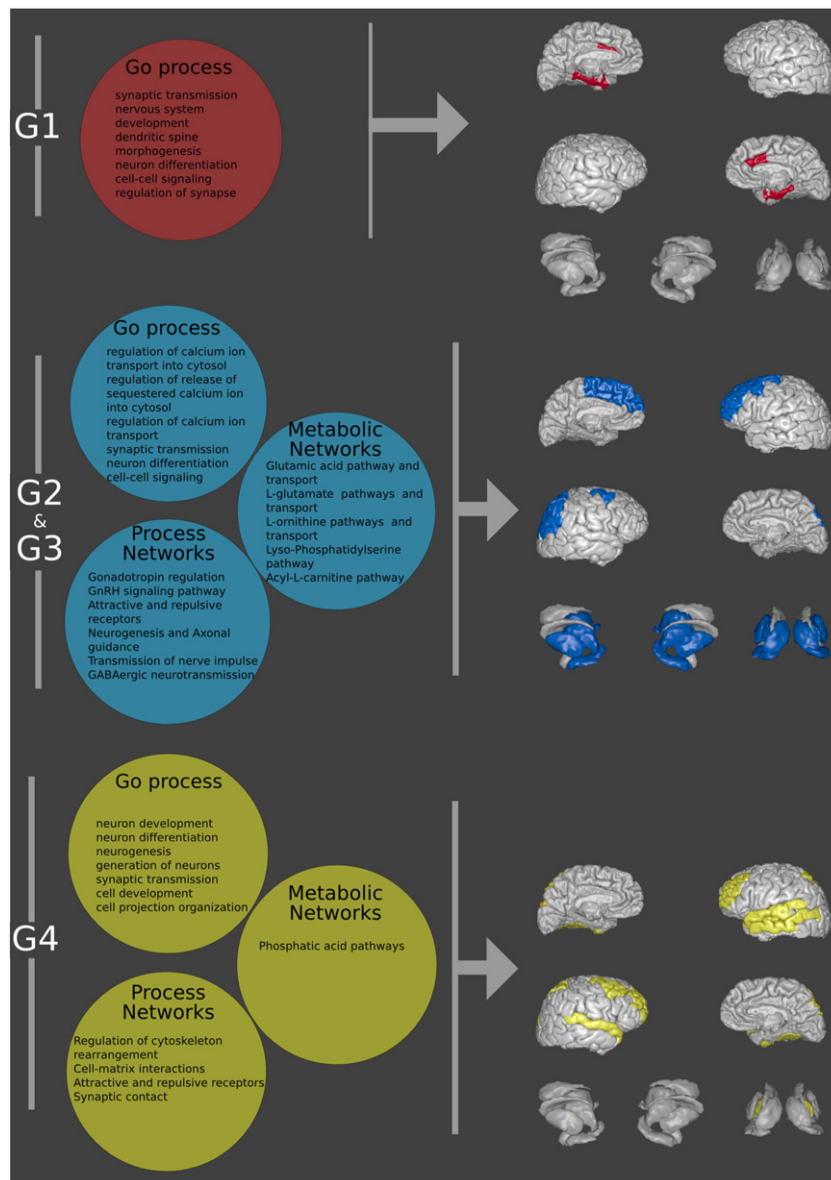 G1
Go process
synaptic transmission
nervous system
development
dendritic spine
morphogenesis
neuron differentiation
cell-cell signaling
regulation of synapse
G2
&
G3
Go process
regulation of calcium ion
transport into cytosol
regulation of release of
sequestered calcium ion
into cytosol
regulation of calcium ion
transport
synaptic transmission
neuron differentiation
cell-cell signaling
Metabolic
Networks
Glutamic acid pathway and
transport
L-glutamate pathways and
transport
L-ornithine pathways and
transport
Lyso-Phosphatidylserine
pathway
Acyl-L-carnitine pathway
Process
Networks
Gonadotropin regulation
GnRH signaling pathway
Attractive and repulsive
receptors
Neurogenesis and Axonal
guidance
Transmission of nerve impulse
GABAergic neurotransmission
G4
Go process
neuron development
neuron differentiation
neurogenesis
generation of neurons
synaptic transmission
cell development
cell projection organization
Metabolic
Networks
Phosphatic acid pathways
Process
Networks
Regulation of cytoskeleton
rearrangement
Cell-matrix interactions
Attractive and repulsive receptors
Synaptic contact